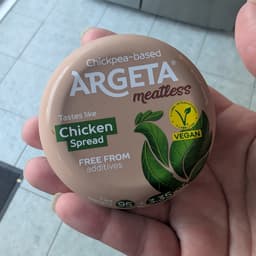 Chickpea-based
ARGETA®
meatless
Tastes like
Chicken
Spread
FREE FROM
additives
V
VEGAN